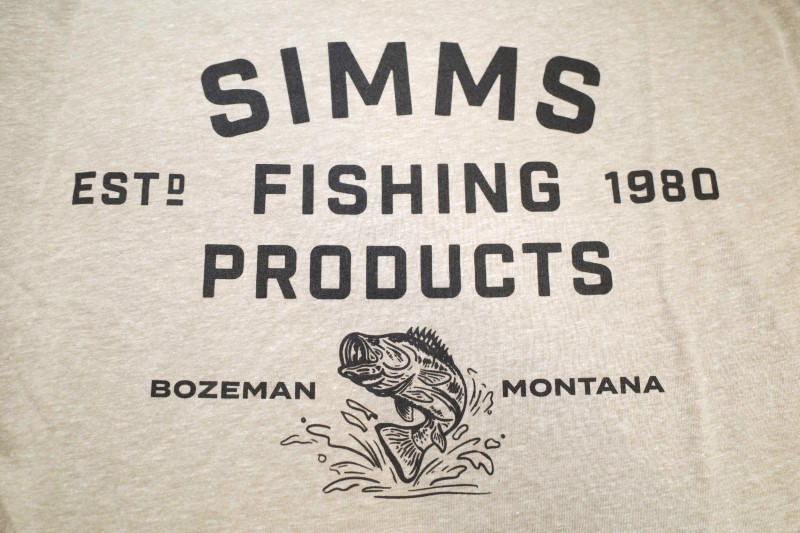 SIMMS
ESTD FISHING 1980
PRODUCTS
BOZEMAN MONTANA